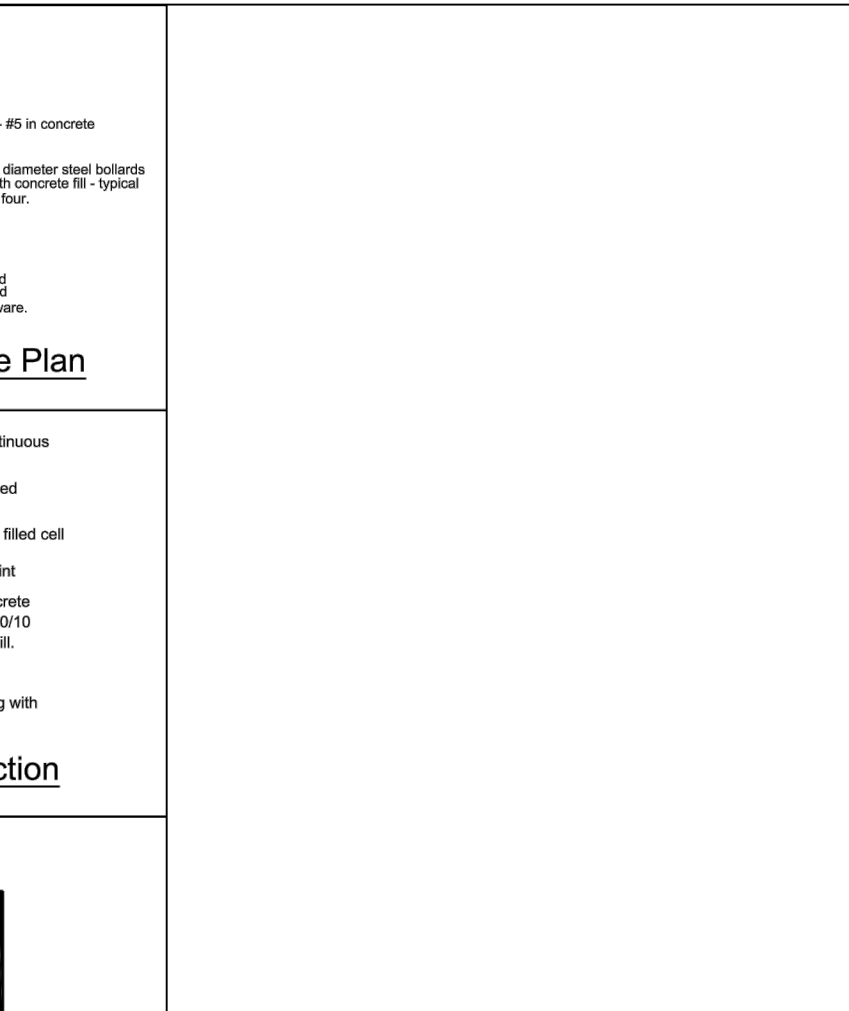 - #5 in concrete
diameter steel bollards
th concrete fill - typical
four.
d
d
ware.
e Plan
tinuous
ed
filled cell
int
crete
0/10
ill.
g with
ction